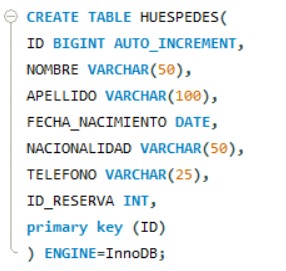 CREATE TABLE HUESPEDES(
ID BIGINT AUTO_INCREMENT,
NOMBRE VARCHAR(50),
APELLIDO VARCHAR(100),
FECHA_NACIMIENTO DATE,
NACIONALIDAD VARCHAR(50),
TELEFONO VARCHAR(25),
ID_RESERVA INT,
primary key (ID)
) ENGINE=InnoDB;